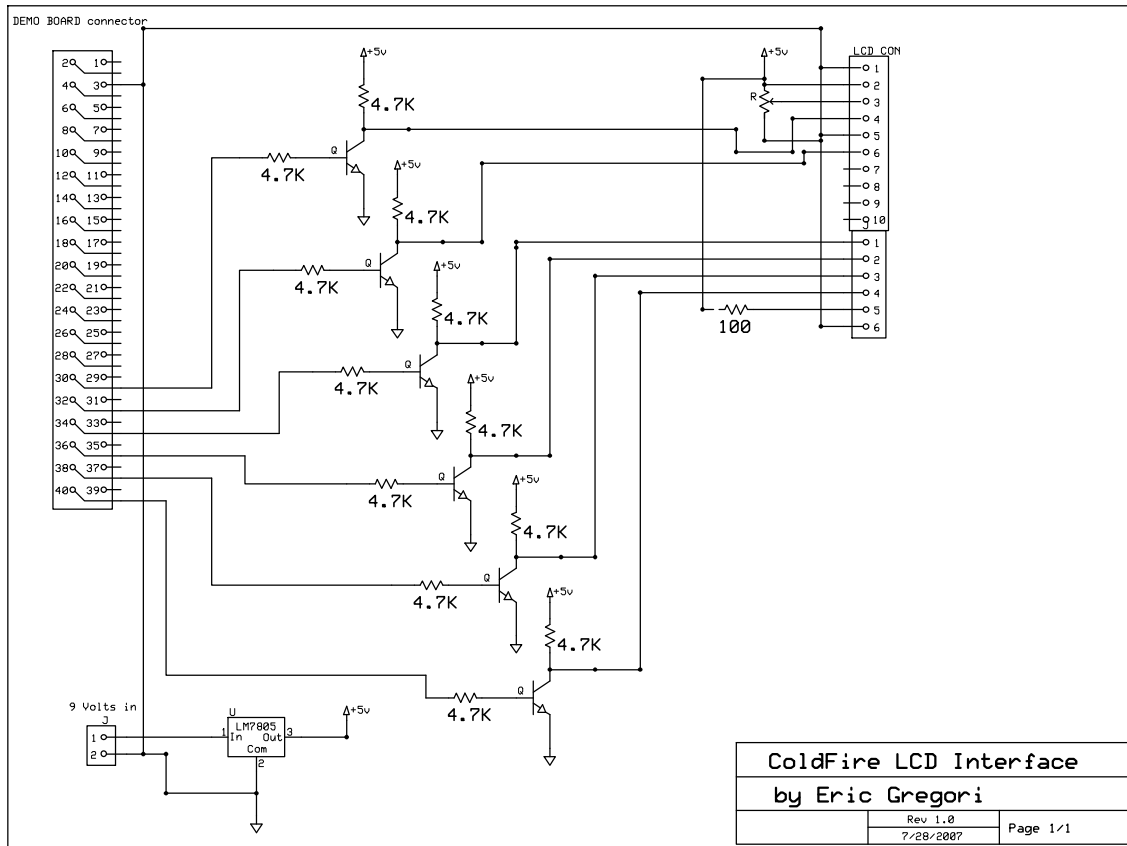 DEMO BOARD connector
2 1
4 3
6 5
8 7
10 9
12 11
14 13
16 15
18 17
20 19
22 21
24 23
26 25
28 27
30 29
32 31
34 33
36 35
38 37
40 39
+5v
4.7K
Q
4.7K
+5v
4.7K
Q
4.7K
+5v
4.7K
Q
4.7K
+5v
4.7K
Q
4.7K
+5v
4.7K
Q
4.7K
+5v
4.7K
Q
4.7K
+5v
R
100
LCD CON
1
2
3
4
5
6
7
8
9
10
J
1
2
3
4
5
6
9 Volts in
J
1
2
U
LM7805
1 In Out 3
Com
2
+5v
ColdFire LCD Interface
by Eric Gregori
Rev 1.0
7/28/2007
Page 1/1